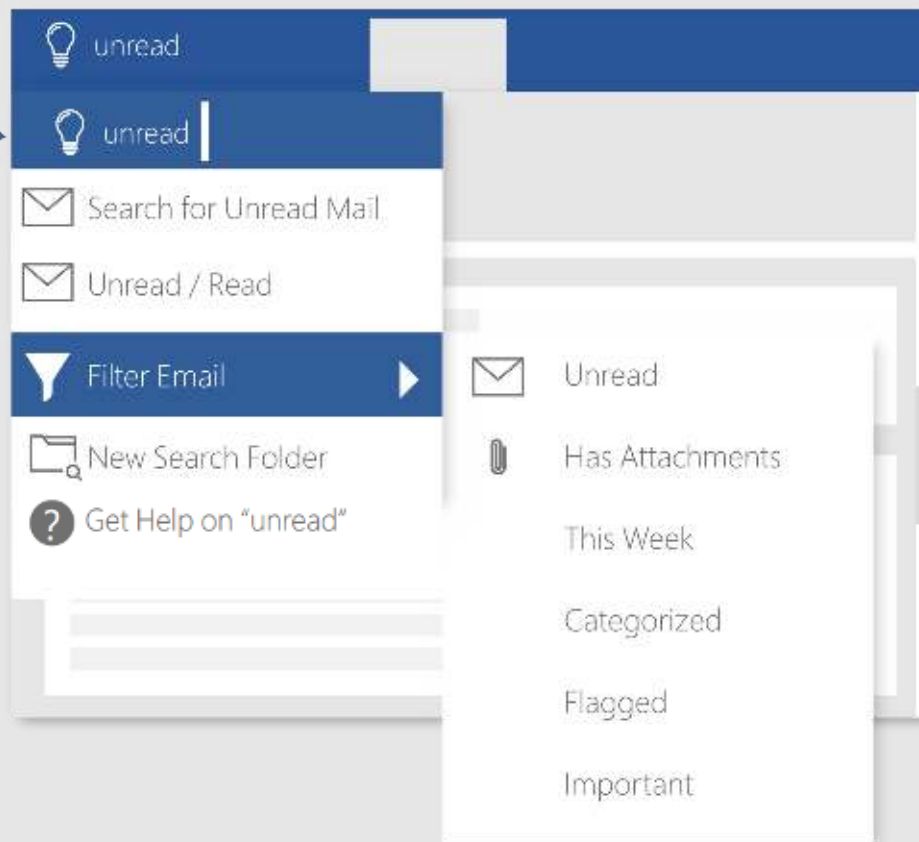 unread
unread
Search for Unread Mail
Unread / Read
Filter Email
New Search Folder
Get Help on “unread”
Unread
Has Attachments
This Week
Categorized
Flagged
Important